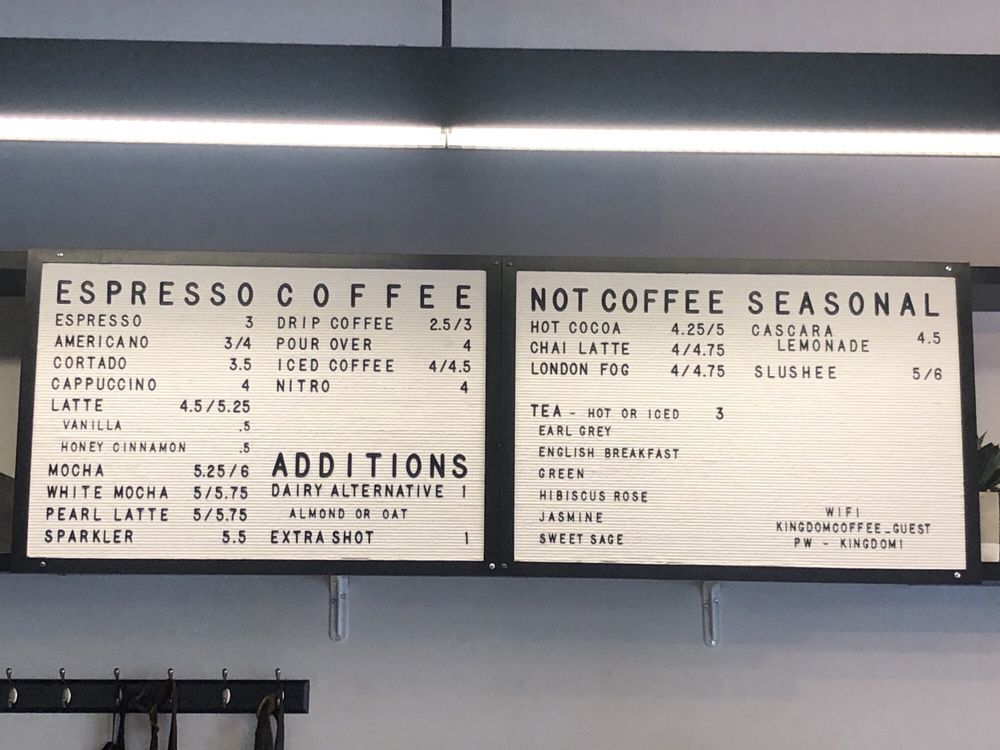 ESPRESSO
ESPRESSO 3
AMERICANO 3/4
CORTADO 3.5
CAPPUCCINO 4
LATTE 4.5/5.25
VANILLA .5
HONEY CINNAMON .5
MOCHA 5.25/6
WHITE MOCHA 5/5.75
PEARL LATTE 5/5.75
SPARKLER 5.5
COFFEE
DRIP COFFEE 2.5/3
POUR OVER 4
ICED COFFEE 4/4.5
NITRO 4
ADDITIONS
DAIRY ALTERNATIVE 1
ALMOND OR OAT
EXTRA SHOT 1
NOT COFFEE
HOT COCOA 4.25/5
CHAI LATTE 4/4.75
LONDON FOG 4/4.75
TEA - HOT OR ICED 3
EARL GREY
ENGLISH BREAKFAST
GREEN
HIBISCUS ROSE
JASMINE
SWEET SAGE
SEASONAL
CASCARA
LEMONADE 4.5
SLUSHEE 5/6
WIFI
KINGDOMCOFFEE_GUEST
PW - KINGDOM1